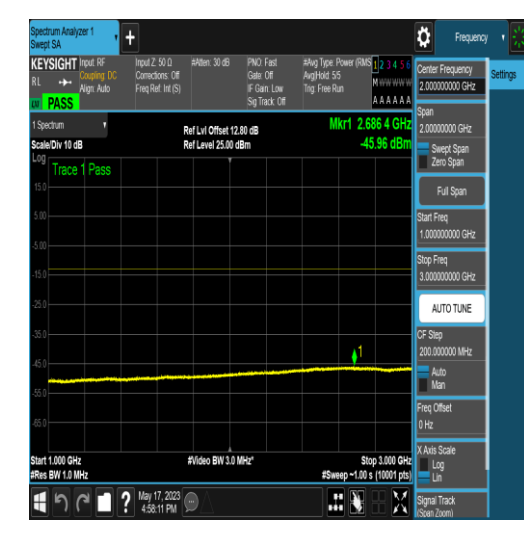 Spectrum Analyzer 1
Swept SA
Frequency
KEYSIGHT
RL
PASS
Input: RF
Coupling: DC
Align: Auto
Input Z: 50 Ω
Corrections: Off
Freq Ref: Int (S)
#Atten: 30 dB
PNO: Fast
Gate: Off
IF Gain: Low
Sig Track: Off
#Avg Type: Power (RMS
Avg|Hold: 5/5
Trig: Free Run
1 2 3 4 5 6
M W W W W W
A A A A A A
1 Spectrum
Scale/Div 10 dB
Ref Lvl Offset 12.80 dB
Ref Level 25.00 dBm
Mkr1 2.686 4 GHz
-45.96 dBm
Log
Trace 1 Pass
15.0
5.00
-5.00
-15.0
-25.0
-35.0
-45.0
-55.0
-65.0
1
Start 1.000 GHz
#Res BW 1.0 MHz
#Video BW 3.0 MHz*
Stop 3.000 GHz
#Sweep ~1.00 s (10001 pts)
May 17, 2023
4:58:11 PM
?
Center Frequency
2.000000000 GHz
Settings
Span
2.00000000 GHz
Swept Span
Zero Span
Full Span
Start Freq
1.000000000 GHz
Stop Freq
3.000000000 GHz
AUTO TUNE
CF Step
200.000000 MHz
Auto
Man
Freq Offset
0 Hz
X Axis Scale
Log
Lin
Signal Track
(Span Zoom)